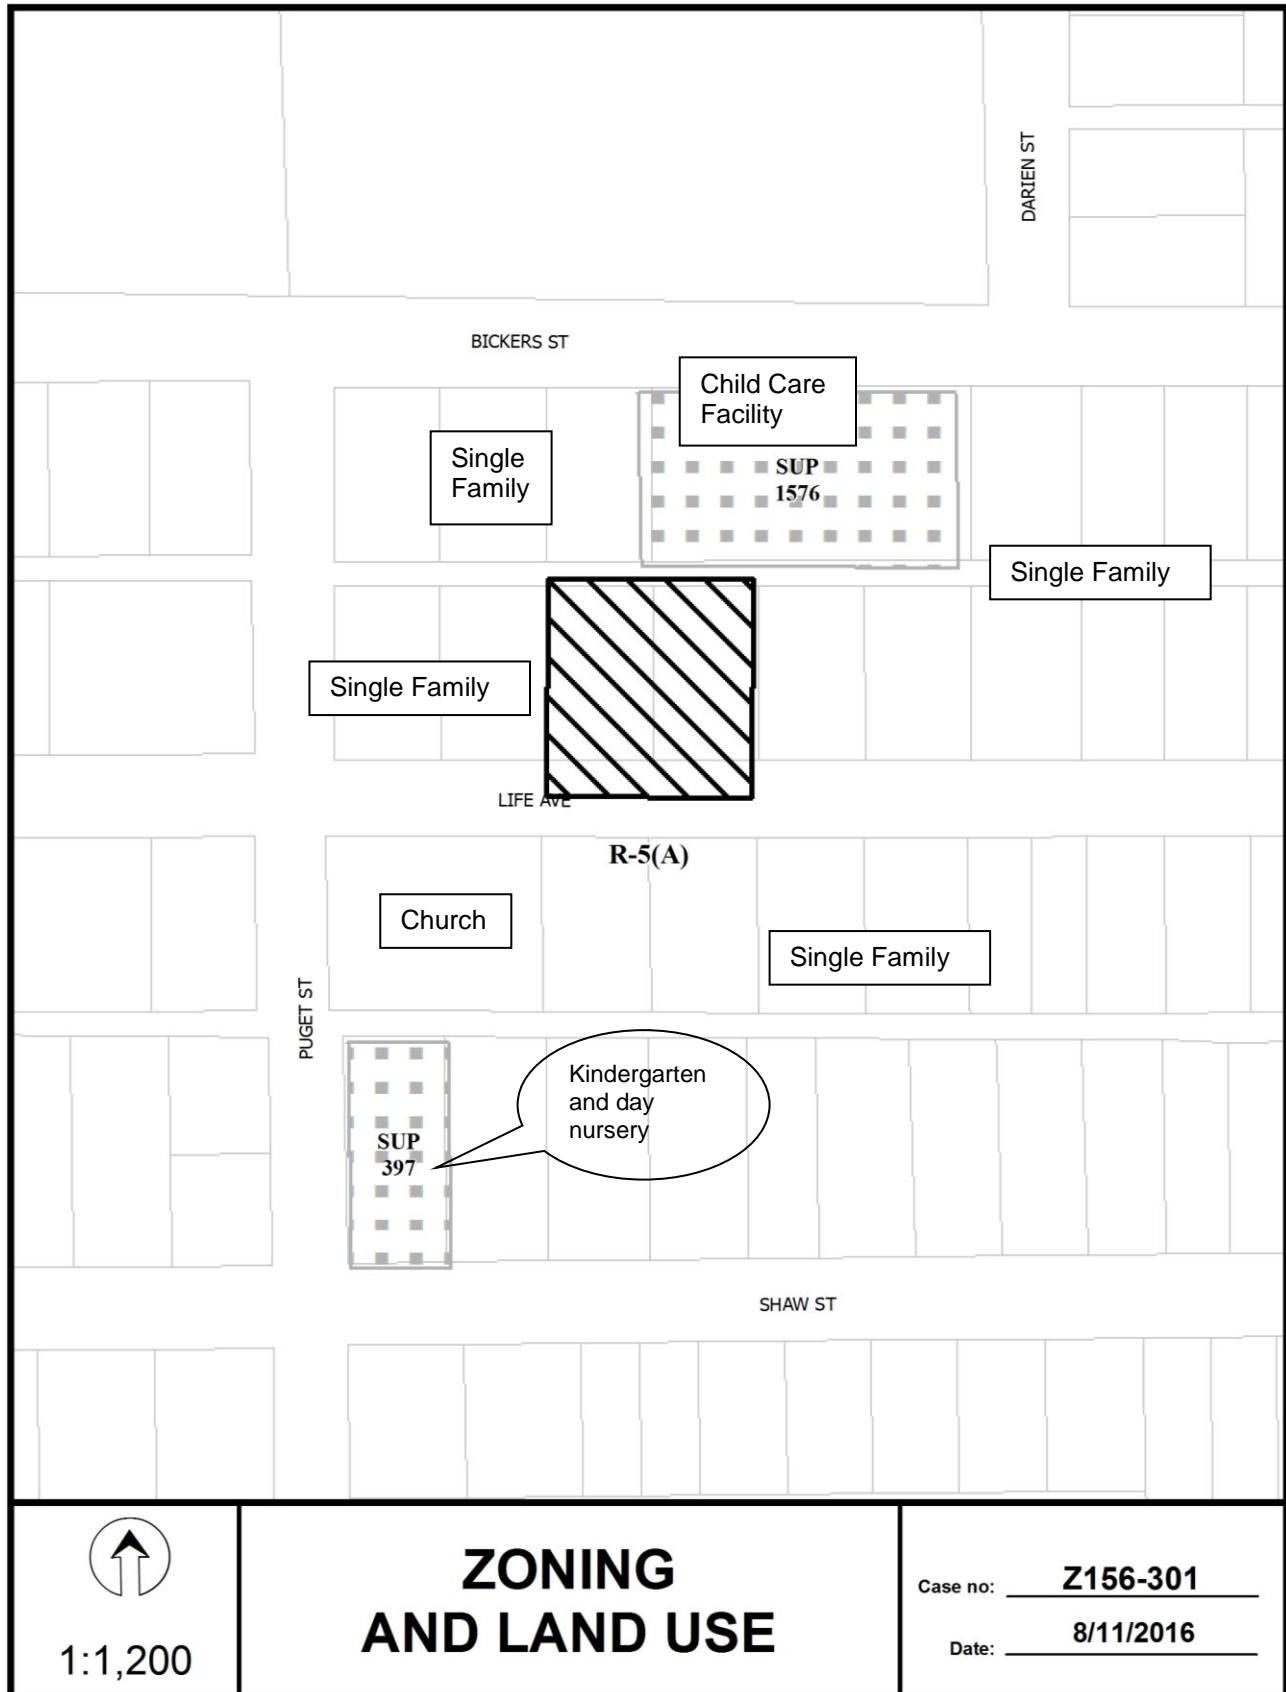 DARIEN ST
BICKERS ST
Child Care
Facility
Single
Family
SUP
1576
Single Family
Single Family
LIFE AVE
R-5(A)
Church
Single Family
PUGET ST
Kindergarten
and day
nursery
SUP
397
SHAW ST
1:1,200
ZONING
AND LAND USE
Case no: Z156-301
Date: 8/11/2016